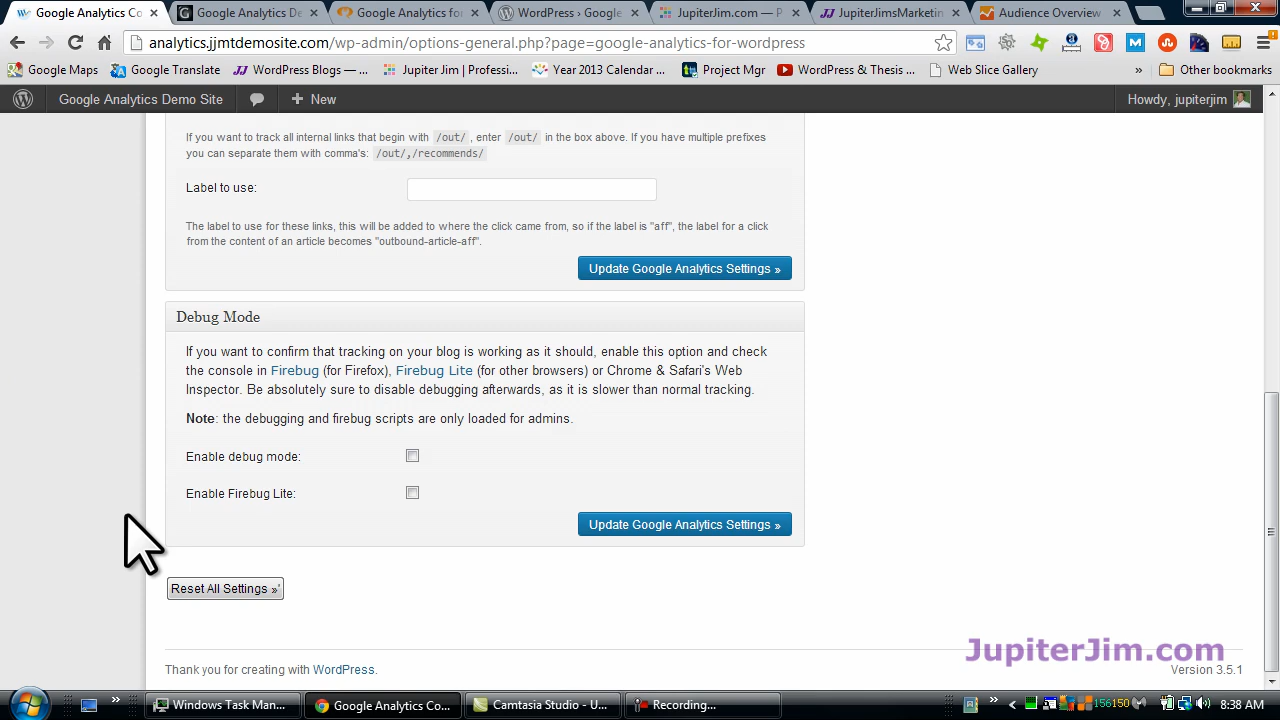 Google Analytics Co
Google Analytics De
Google Analytics for
WordPress › Google
JupiterJim.com — P
JupiterJimsMarketin
Audience Overview
analytics.jjmtdemosite.com/wp-admin/options-general.php?page=google-analytics-for-wordpress
Google Maps
Google Translate
WordPress Blogs — ...
Jupiter Jim | Professi...
Year 2013 Calendar ...
Project Mgr
WordPress & Thesis ...
Web Slice Gallery
»
Other bookmarks
Google Analytics Demo Site
+ New
Howdy, jupiterjim
If you want to track all internal links that begin with /out/ , enter /out/ in the box above. If you have multiple prefixes
you can separate them with comma's: /out/,/recommends/
Label to use:
The label to use for these links, this will be added to where the click came from, so if the label is "aff", the label for a click
from the content of an article becomes "outbound-article-aff".
Update Google Analytics Settings »
Debug Mode
If you want to confirm that tracking on your blog is working as it should, enable this option and check
the console in Firebug (for Firefox), Firebug Lite (for other browsers) or Chrome & Safari's Web
Inspector. Be absolutely sure to disable debugging afterwards, as it is slower than normal tracking.
Note: the debugging and firebug scripts are only loaded for admins.
Enable debug mode:
Enable Firebug Lite:
Update Google Analytics Settings »
Reset All Settings »'
JupiterJim.com
Thank you for creating with WordPress.
Version 3.5.1
Windows Task Man...
Google Analytics Co...
Camtasia Studio - U...
Recording...
156150
8:38 AM